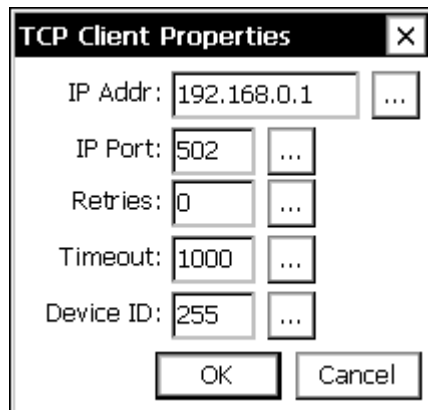 TCP Client Properties
IP Addr: 192.168.0.1 ...
IP Port: 502 ...
Retries: 0 ...
Timeout: 1000 ...
Device ID: 255 ...
OK Cancel